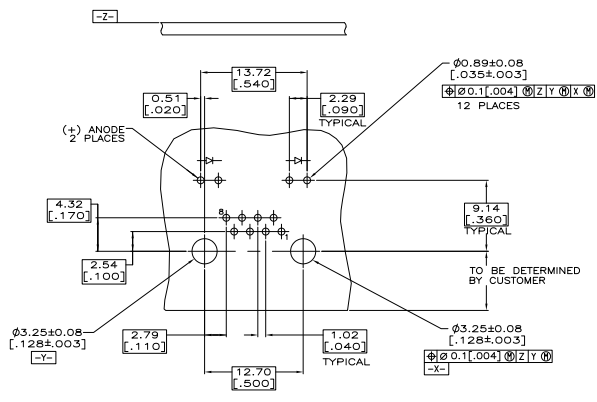 -Z-
13.72
[.540]
0.51
[.020]
2.29
[.090]
TYPICAL
Ø0.89±0.08
[.035±.003]
⌖ Ø 0.1[.004] Ⓜ Z Y Ⓜ X Ⓜ
12 PLACES
(+) ANODE
2 PLACES
4.32
[.170]
8
1
9.14
[.360]
TYPICAL
2.54
[.100]
TO BE DETERMINED
BY CUSTOMER
Ø3.25±0.08
[.128±.003]
-Y-
2.79
[.110]
1.02
[.040]
TYPICAL
Ø3.25±0.08
[.128±.003]
⌖ Ø 0.1[.004] Ⓜ Z Y Ⓜ
-X-
12.70
[.500]